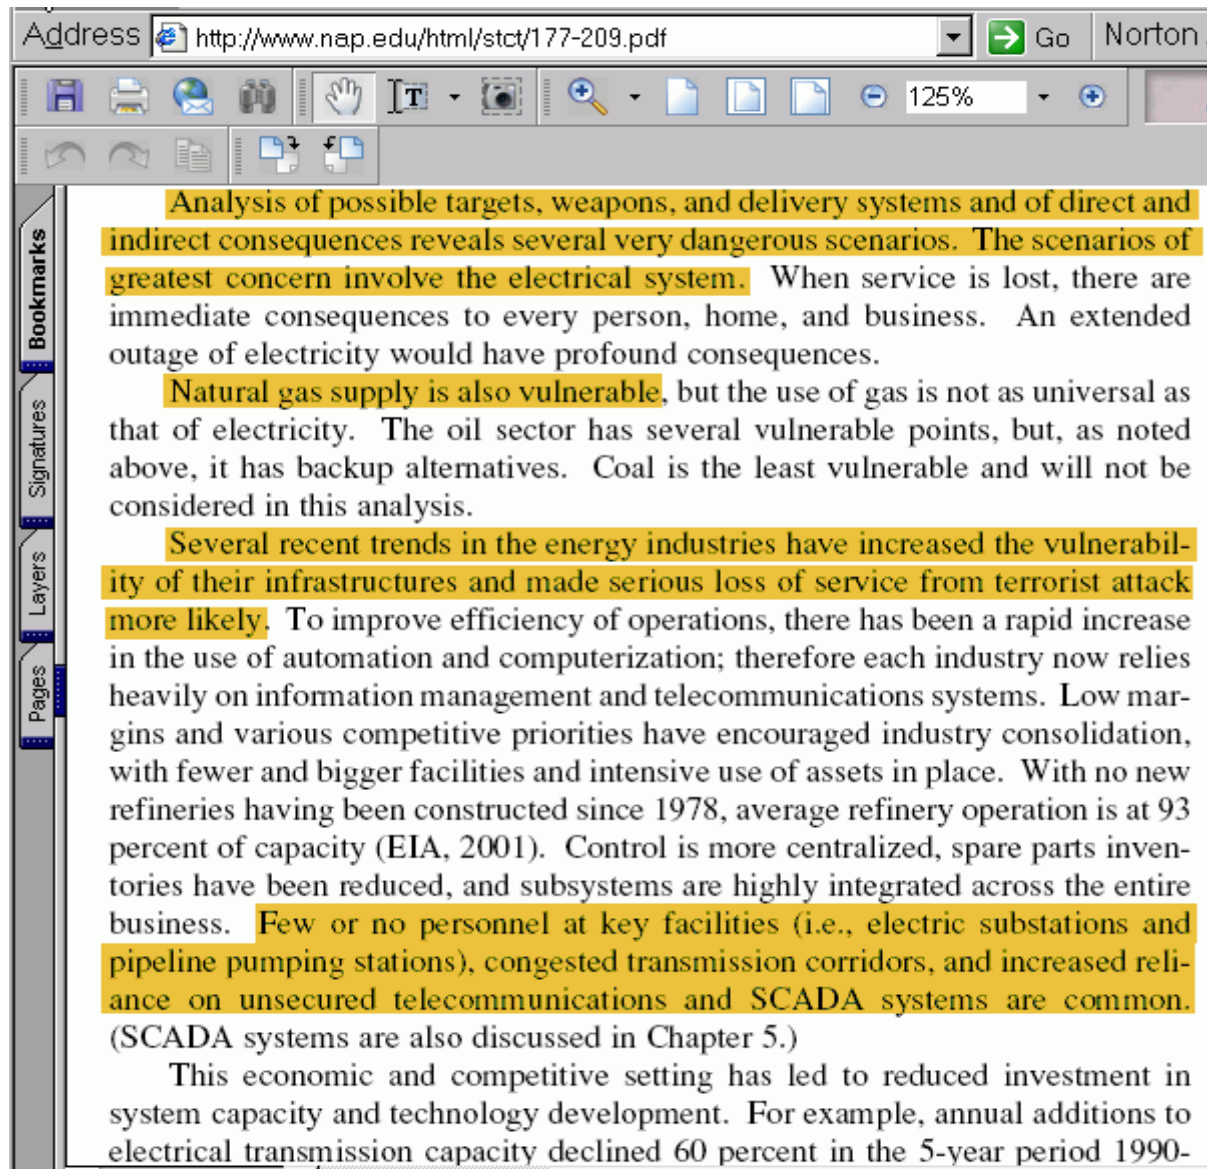 Address http://www.nap.edu/html/stct/177-209.pdf Go Norton
125%
Bookmarks
Signatures
Layers
Pages
Analysis of possible targets, weapons, and delivery systems and of direct and
indirect consequences reveals several very dangerous scenarios. The scenarios of
greatest concern involve the electrical system. When service is lost, there are
immediate consequences to every person, home, and business. An extended
outage of electricity would have profound consequences.
Natural gas supply is also vulnerable, but the use of gas is not as universal as
that of electricity. The oil sector has several vulnerable points, but, as noted
above, it has backup alternatives. Coal is the least vulnerable and will not be
considered in this analysis.
Several recent trends in the energy industries have increased the vulnerabil-
ity of their infrastructures and made serious loss of service from terrorist attack
more likely. To improve efficiency of operations, there has been a rapid increase
in the use of automation and computerization; therefore each industry now relies
heavily on information management and telecommunications systems. Low mar-
gins and various competitive priorities have encouraged industry consolidation,
with fewer and bigger facilities and intensive use of assets in place. With no new
refineries having been constructed since 1978, average refinery operation is at 93
percent of capacity (EIA, 2001). Control is more centralized, spare parts inven-
tories have been reduced, and subsystems are highly integrated across the entire
business. Few or no personnel at key facilities (i.e., electric substations and
pipeline pumping stations), congested transmission corridors, and increased reli-
ance on unsecured telecommunications and SCADA systems are common.
(SCADA systems are also discussed in Chapter 5.)
This economic and competitive setting has led to reduced investment in
system capacity and technology development. For example, annual additions to
electrical transmission capacity declined 60 percent in the 5-year period 1990-